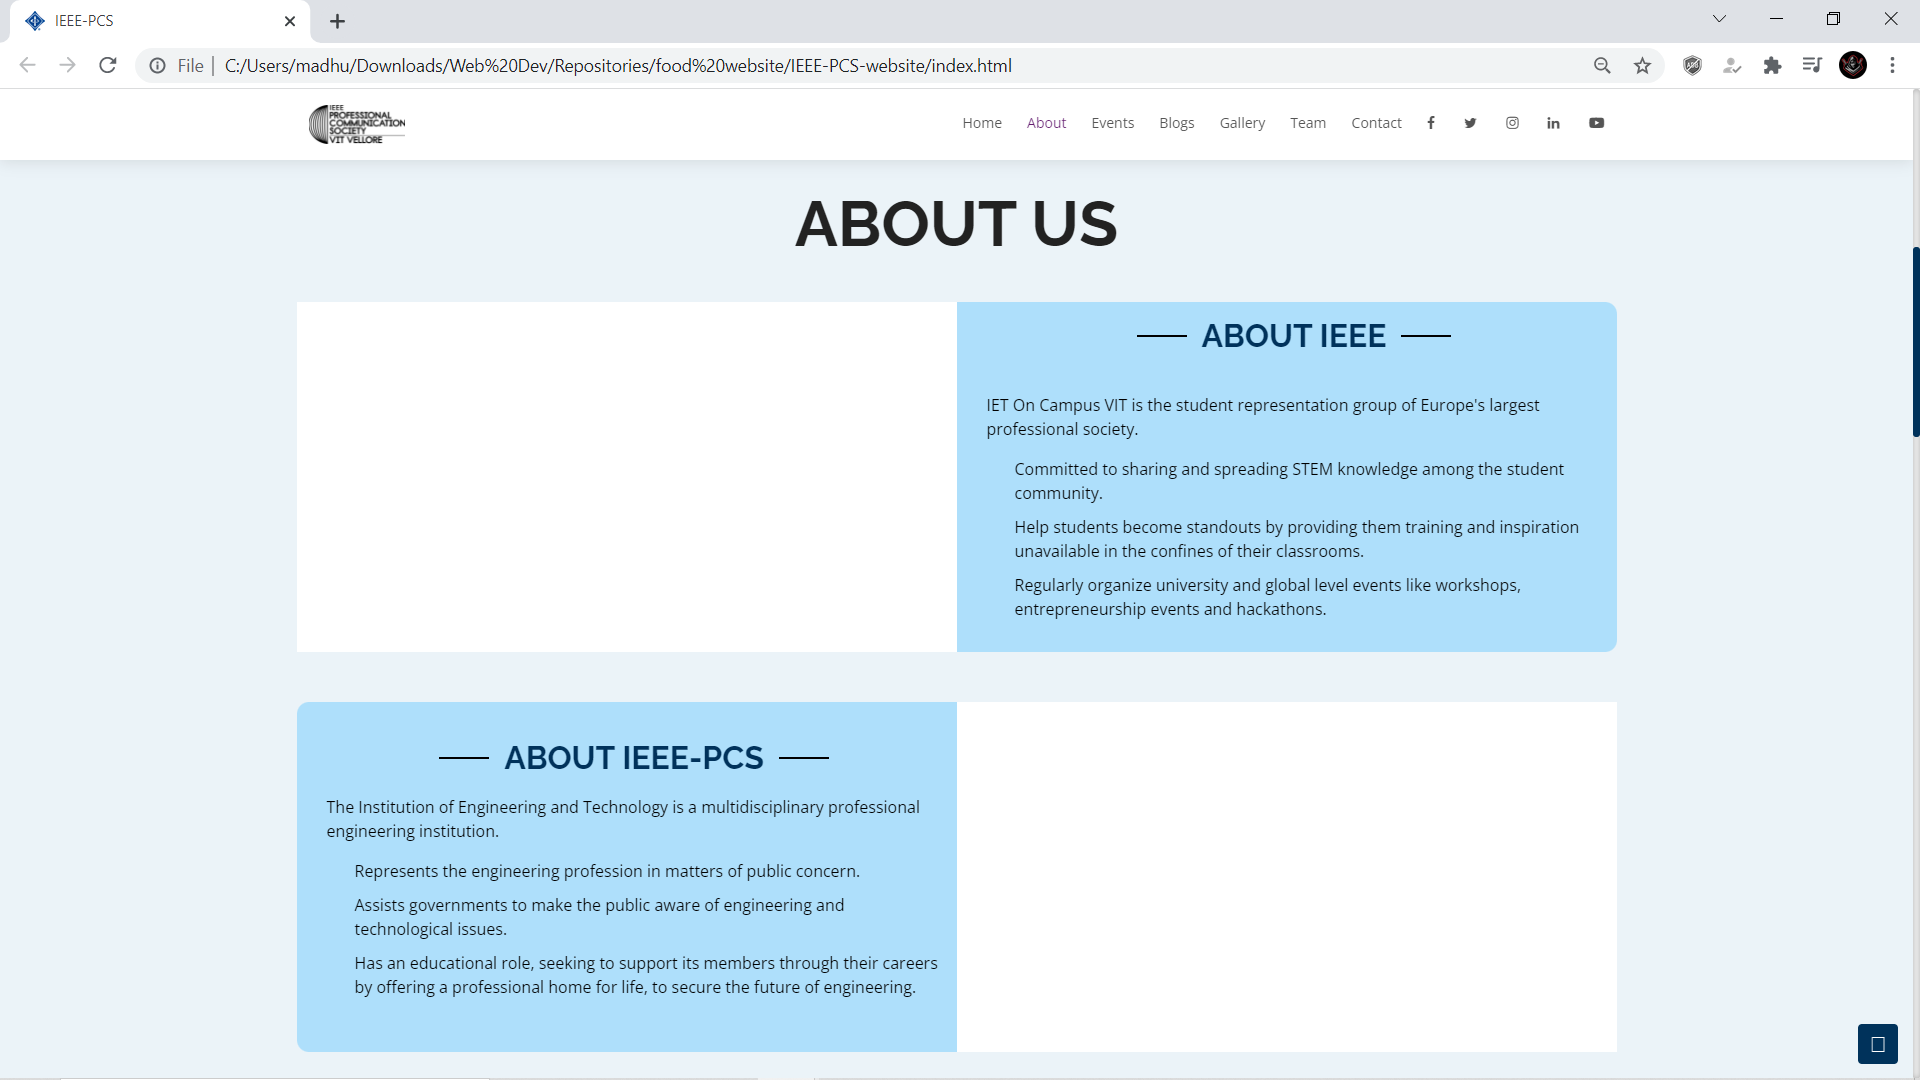 IEEE-PCS
File
C:/Users/madhu/Downloads/Web%20Dev/Repositories/food%20website/IEEE-PCS-website/index.html
IEEE
PROFESSIONAL
COMMUNICATION
SOCIETY
VIT VELLORE
Home About Events Blogs Gallery Team Contact
ABOUT US
ABOUT IEEE
IET On Campus VIT is the student representation group of Europe's largest
professional society.
Committed to sharing and spreading STEM knowledge among the student
community.
Help students become standouts by providing them training and inspiration
unavailable in the confines of their classrooms.
Regularly organize university and global level events like workshops,
entrepreneurship events and hackathons.
ABOUT IEEE-PCS
The Institution of Engineering and Technology is a multidisciplinary professional
engineering institution.
Represents the engineering profession in matters of public concern.
Assists governments to make the public aware of engineering and
technological issues.
Has an educational role, seeking to support its members through their careers
by offering a professional home for life, to secure the future of engineering.